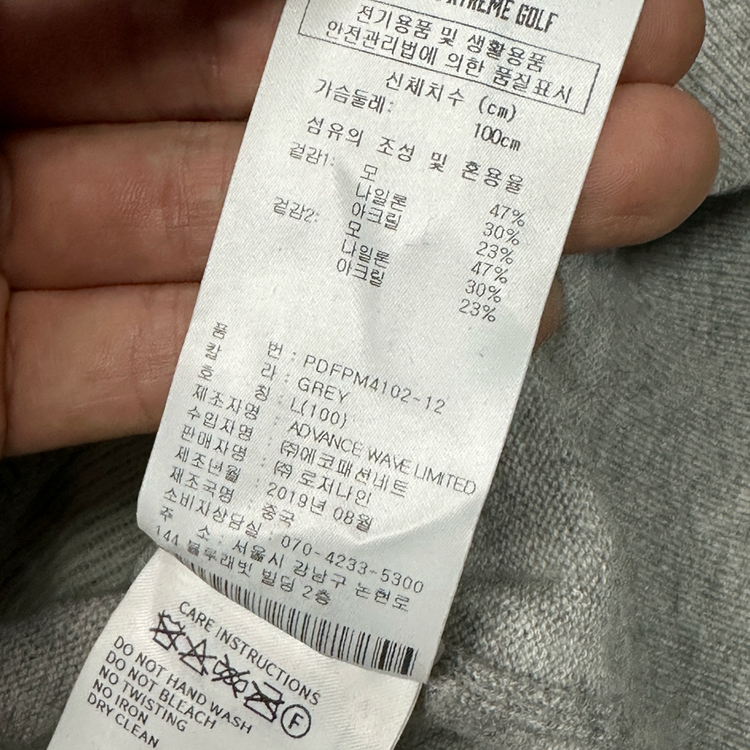 XTREME GOLF
전기용품 및 생활용품
안전관리법에 의한 품질표시
신체치수 (cm)
가슴둘레: 100cm
섬유의 조성 및 혼용율
겉감1: 모 47%
나일론 30%
아크릴 23%
겉감2: 모 47%
나일론 30%
아크릴 23%
품 번 : PDFPM4102-12
칼 라 : GREY
호 칭 : L(100)
제조자명 : ADVANCE WAVE LIMITED
수입자명 : ㈜에코패션네트
판매자명 : ㈜ 로저나인
제조년월 : 2019년 08월
제조국명 : 중국
소비자상담실 : 070-4233-5300
주 소 : 서울시 강남구 논현로
144 블루래빗 빌딩 2층
CARE INSTRUCTIONS
F
DO NOT HAND WASH
DO NOT BLEACH
NO TWISTING
NO IRON
DRY CLEAN